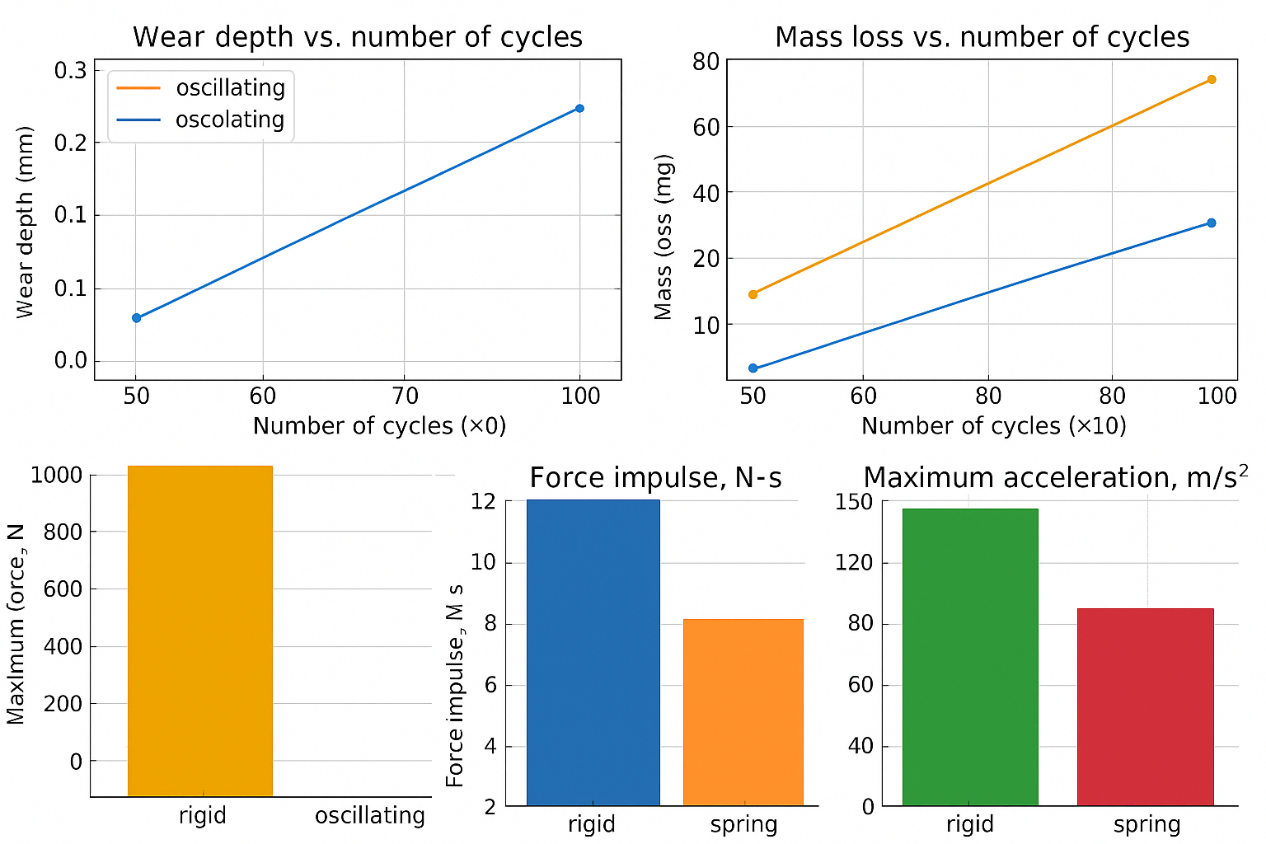 Wear depth vs. number of cycles
Wear depth (mm)
0.3
0.2
0.1
0.1
0.0
oscillating
oscolating
50 60 70 100
Number of cycles (×0)
Mass loss vs. number of cycles
Mass (oss (mg)
80
60
40
20
10
50 60 80 80 100
Number of cycles (×10)
Maxımum (orce, N
1000
800
600
400
200
0
rigid oscillating
Force impulse, N-s
Force impulse, M s
12
10
8
6
4
2
rigid spring
Maximum acceleration, m/s²
150
120
80
60
40
0
rigid spring